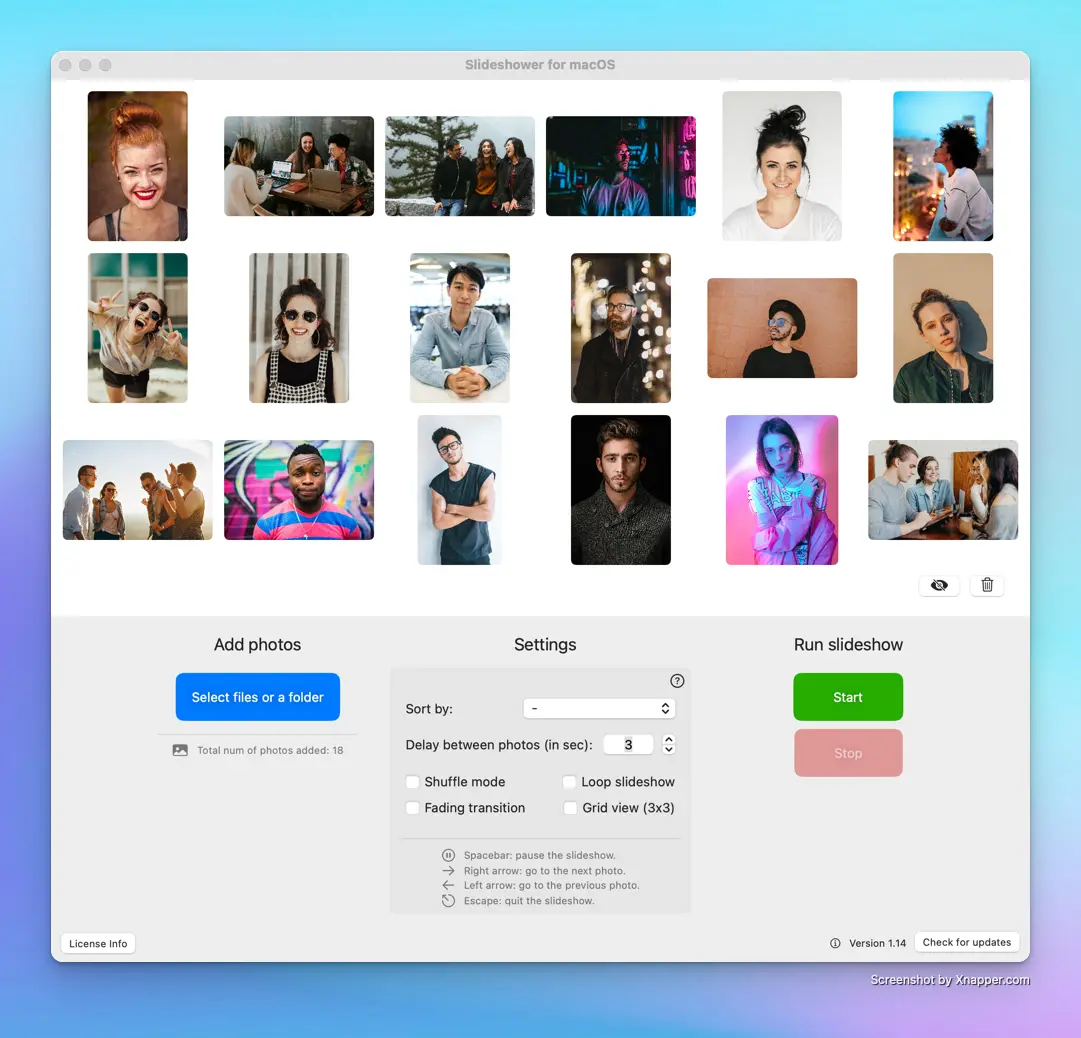 Slideshower for macOS
Add photos
Select files or a folder
Total num of photos added: 18
Settings
Sort by:
-
Delay between photos (in sec):
3
Shuffle mode
Loop slideshow
Fading transition
Grid view (3x3)
Spacebar: pause the slideshow.
Right arrow: go to the next photo.
Left arrow: go to the previous photo.
Escape: quit the slideshow.
Run slideshow
Start
Stop
License Info
Version 1.14
Check for updates
Screenshot by Xnapper.com